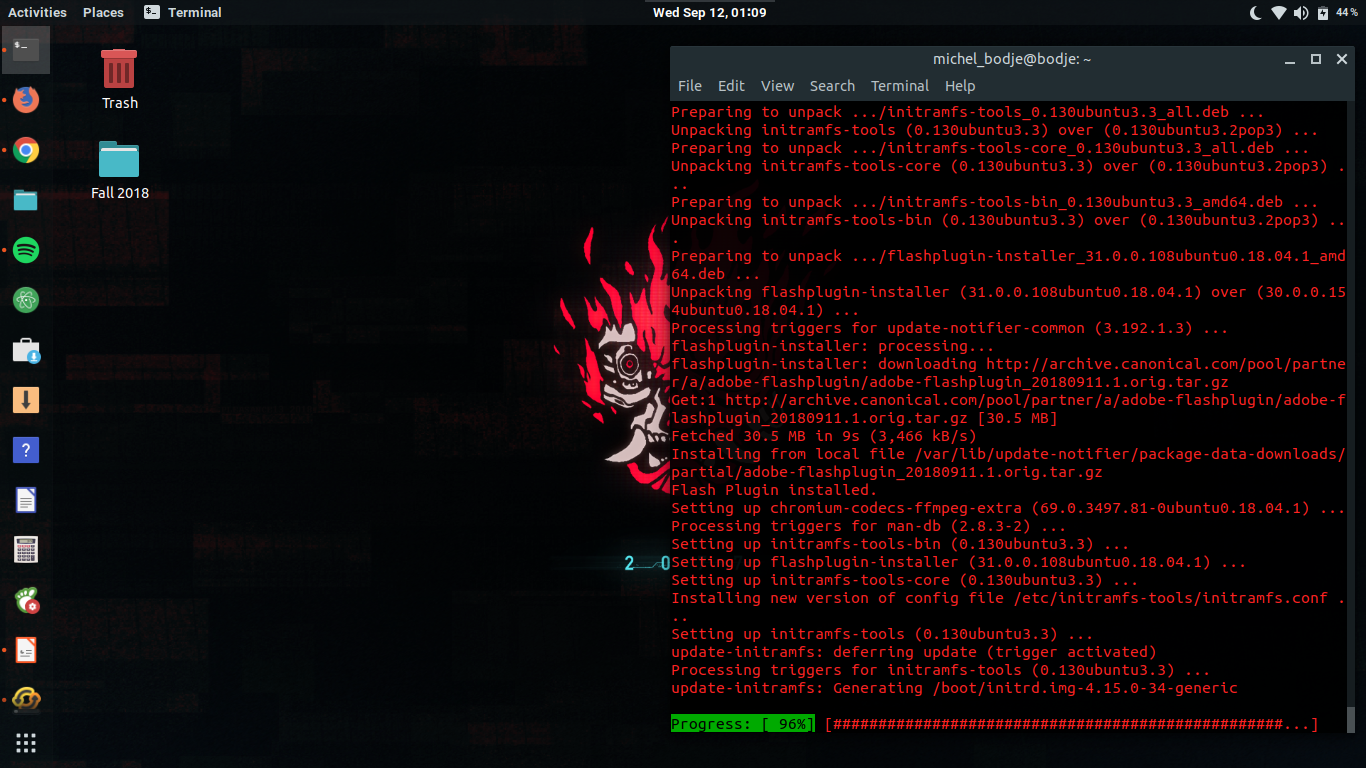 Activities Places Terminal Wed Sep 12, 01:09 44 %
Trash
Fall 2018
michel_bodje@bodje: ~
File Edit View Search Terminal Help
Preparing to unpack .../initramfs-tools_0.130ubuntu3.3_all.deb ...
Unpacking initramfs-tools (0.130ubuntu3.3) over (0.130ubuntu3.2pop3) ...
Preparing to unpack .../initramfs-tools-core_0.130ubuntu3.3_all.deb ...
Unpacking initramfs-tools-core (0.130ubuntu3.3) over (0.130ubuntu3.2pop3) .
..
Preparing to unpack .../initramfs-tools-bin_0.130ubuntu3.3_amd64.deb ...
Unpacking initramfs-tools-bin (0.130ubuntu3.3) over (0.130ubuntu3.2pop3) ..
.
Preparing to unpack .../flashplugin-installer_31.0.0.108ubuntu0.18.04.1_amd
64.deb ...
Unpacking flashplugin-installer (31.0.0.108ubuntu0.18.04.1) over (30.0.0.15
4ubuntu0.18.04.1) ...
Processing triggers for update-notifier-common (3.192.1.3) ...
flashplugin-installer: processing...
flashplugin-installer: downloading http://archive.canonical.com/pool/partne
r/a/adobe-flashplugin/adobe-flashplugin_20180911.1.orig.tar.gz
Get:1 http://archive.canonical.com/pool/partner/a/adobe-flashplugin/adobe-f
lashplugin_20180911.1.orig.tar.gz [30.5 MB]
Fetched 30.5 MB in 9s (3,466 kB/s)
Installing from local file /var/lib/update-notifier/package-data-downloads/
partial/adobe-flashplugin_20180911.1.orig.tar.gz
Flash Plugin installed.
Setting up chromium-codecs-ffmpeg-extra (69.0.3497.81-0ubuntu0.18.04.1) ...
Processing triggers for man-db (2.8.3-2) ...
Setting up initramfs-tools-bin (0.130ubuntu3.3) ...
Setting up flashplugin-installer (31.0.0.108ubuntu0.18.04.1) ...
Setting up initramfs-tools-core (0.130ubuntu3.3) ...
Installing new version of config file /etc/initramfs-tools/initramfs.conf .
..
Setting up initramfs-tools (0.130ubuntu3.3) ...
update-initramfs: deferring update (trigger activated)
Processing triggers for initramfs-tools (0.130ubuntu3.3) ...
update-initramfs: Generating /boot/initrd.img-4.15.0-34-generic
Progress: [ 96%] [##################################################...]
2 0